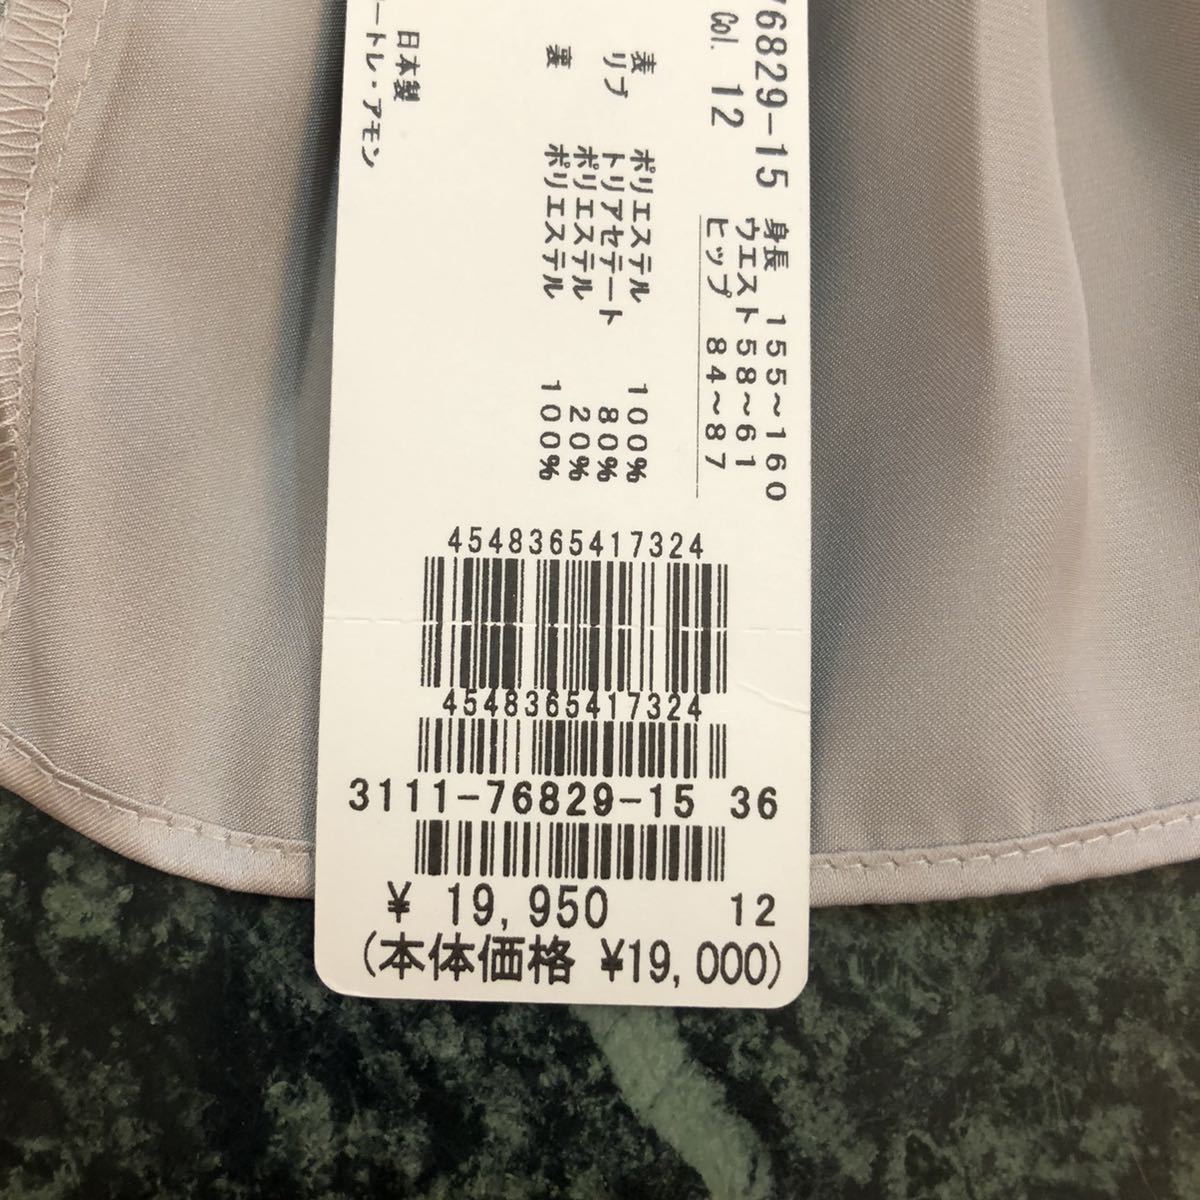 76829-15
Col. 12
身長 155~160
ウエスト 58~61
ヒップ 84~87
表 ポリエステル 100%
リブ トリアセテート 80%
ポリエステル 20%
裏 ポリエステル 100%
日本製
ートレ・アモン
4548365417324
4548365417324
3111-76829-15 36
¥ 19,950 12
(本体価格 ¥19,000)